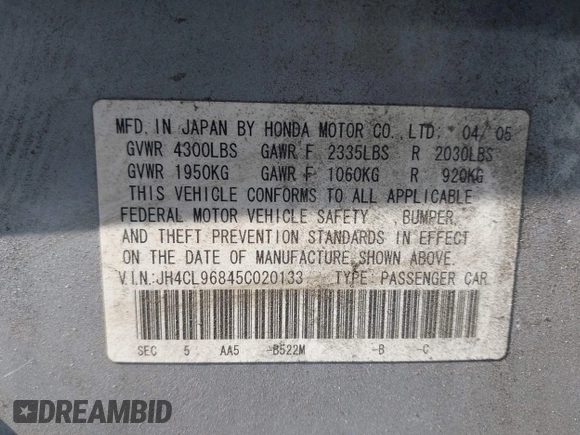 MFD. IN JAPAN BY HONDA MOTOR CO.,LTD. 04/05
GVWR 4300LBS GAWR F 2335LBS R 2030LBS
GVWR 1950KG GAWR F 1060KG R 920KG
THIS VEHICLE CONFORMS TO ALL APPLICABLE
FEDERAL MOTOR VEHICLE SAFETY, BUMPER,
AND THEFT PREVENTION STANDARDS IN EFFECT
ON THE DATE OF MANUFACTURE SHOWN ABOVE.
V.I.N.:JH4CL96845C020133 TYPE: PASSENGER CAR
SEC 5 AA5 -B522M -B -C
DREAMBID